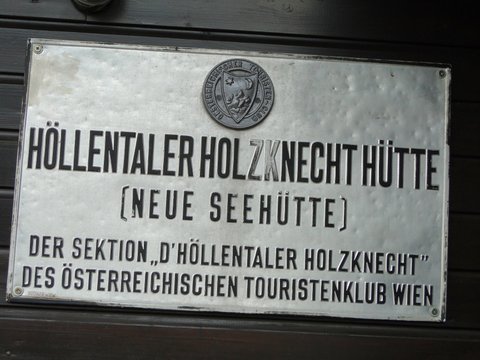 HÖLLENTALER HOLZKNECHT HÜTTE
(NEUE SEEHÜTTE)
DER SEKTION „D'HÖLLENTALER HOLZKNECHT"
DES ÖSTERREICHISCHEN TOURISTENKLUB WIEN